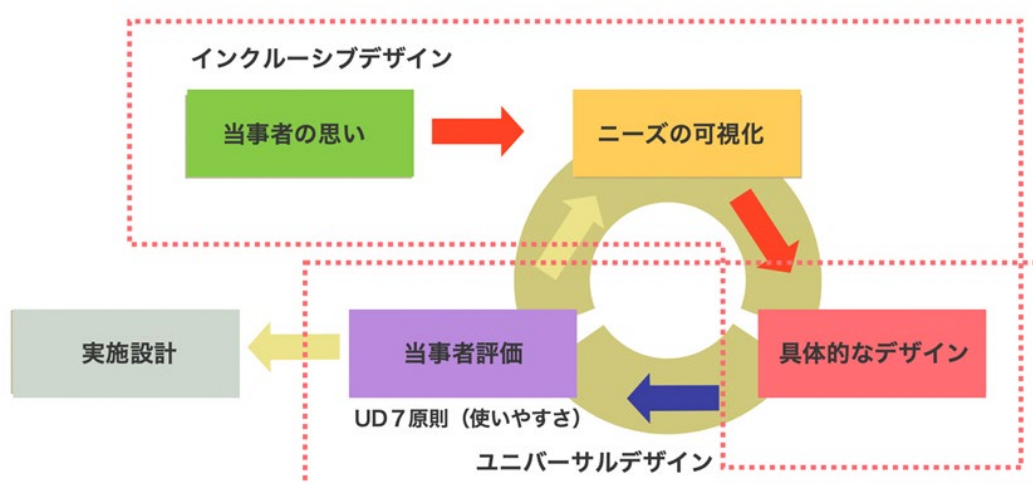 インクルーシブデザイン
当事者の思い
ニーズの可視化
実施設計
当事者評価
具体的なデザイン
UD７原則（使いやすさ）
ユニバーサルデザイン